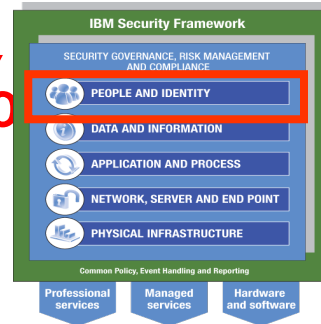 IBM Security Framework
SECURITY GOVERNANCE, RISK MANAGEMENT
AND COMPLIANCE
PEOPLE AND IDENTITY
DATA AND INFORMATION
APPLICATION AND PROCESS
NETWORK, SERVER AND END POINT
PHYSICAL INFRASTRUCTURE
Common Policy, Event Handling and Reporting
Professional services
Managed services
Hardware and software